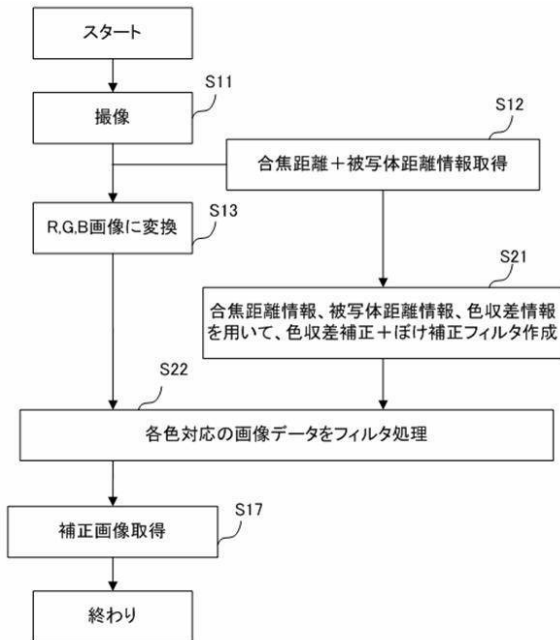 スタート
S11
撮像
S12
合焦距離+被写体距離情報取得
S13
R,G,B画像に変換
S21
合焦距離情報、被写体距離情報、色収差情報
を用いて、色収差補正+ぼけ補正フィルタ作成
S22
各色対応の画像データをフィルタ処理
S17
補正画像取得
終わり